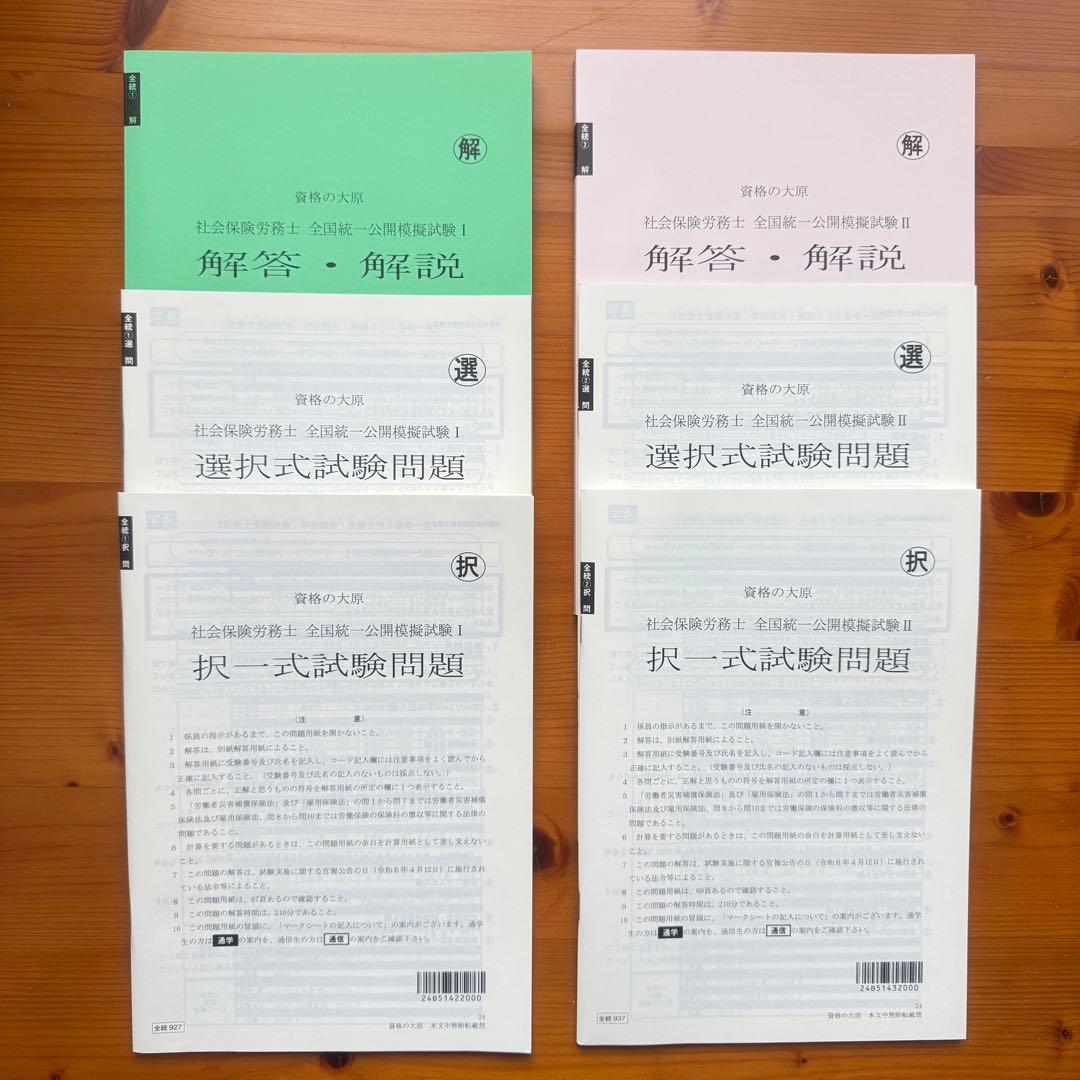 全統① 解
解
資格の大原
社会保険労務士 全国統一公開模擬試験Ⅰ
解答・解説
全統①選 問
選
資格の大原
社会保険労務士 全国統一公開模擬試験Ⅰ
選択式試験問題
全統①択 問
択
資格の大原
社会保険労務士 全国統一公開模擬試験Ⅰ
択一式試験問題
（注 意）
1 係員の指示があるまで、この問題用紙を開かないこと。
2 解答は、別紙解答用紙によること。
3 解答用紙に受験番号及び氏名を記入し、コード記入欄には注意事項をよく読んでから
正確に記入すること。（受験番号及び氏名の記入のないものは採点しない。）
4 各問ごとに、正解と思うものの符号を解答用紙の所定の欄に1つ表示すること。
5 「労働者災害補償保険法」及び「雇用保険法」の問1から問7までは労働者災害補償
保険法及び雇用保険法、問8から問10までは労働保険の保険料の徴収等に関する法律の
問題であること。
6 計算を要する問題があるときは、この問題用紙の余白を計算用紙として差し支えない
こと。
7 この問題の解答は、試験実施に関する官報公告の日（令和6年4月12日）に施行され
ている法令等によること。
8 この問題用紙は、67頁あるので確認すること。
9 この問題の解答時間は、210分であること。
10 この問題用紙の冒頭に、「マークシートの記入について」の案内がございます。通学
生の方は 通学 の案内を、通信生の方は 通信 の案内をご確認下さい。
24B51422000
24
全統 927
資格の大原 本文中無断転載禁
全統② 解
解
資格の大原
社会保険労務士 全国統一公開模擬試験Ⅱ
解答・解説
全統②選 問
選
資格の大原
社会保険労務士 全国統一公開模擬試験Ⅱ
選択式試験問題
全統②択 問
択
資格の大原
社会保険労務士 全国統一公開模擬試験Ⅱ
択一式試験問題
（注 意）
1 係員の指示があるまで、この問題用紙を開かないこと。
2 解答は、別紙解答用紙によること。
3 解答用紙に受験番号及び氏名を記入し、コード記入欄には注意事項をよく読んでから
正確に記入すること。（受験番号及び氏名の記入のないものは採点しない。）
4 各問ごとに、正解と思うものの符号を解答用紙の所定の欄に1つ表示すること。
5 「労働者災害補償保険法」及び「雇用保険法」の問1から問7までは労働者災害補償
保険法及び雇用保険法、問8から問10までは労働保険の保険料の徴収等に関する法律の
問題であること。
6 計算を要する問題があるときは、この問題用紙の余白を計算用紙として差し支えない
こと。
7 この問題の解答は、試験実施に関する官報公告の日（令和6年4月12日）に施行され
ている法令等によること。
8 この問題用紙は、69頁あるので確認すること。
9 この問題の解答時間は、210分であること。
10 この問題用紙の冒頭に、「マークシートの記入について」の案内がございます。通学
生の方は 通学 の案内を、通信生の方は 通信 の案内をご確認下さい。
24B51432000
24
全統 937
資格の大原 本文中無断転載禁